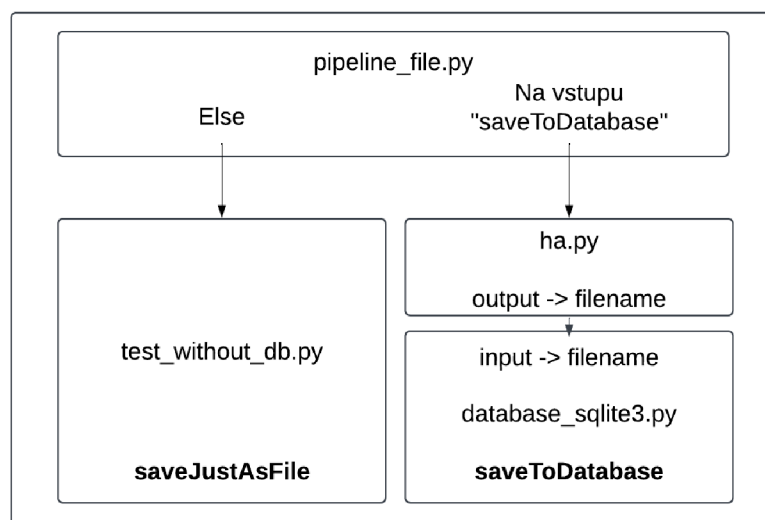 pipeline_file.py
Else
Na vstupu
"saveToDatabase"
test_without_db.py
saveJustAsFile
ha.py
output -> filename
input -> filename
database_sqlite3.py
saveToDatabase